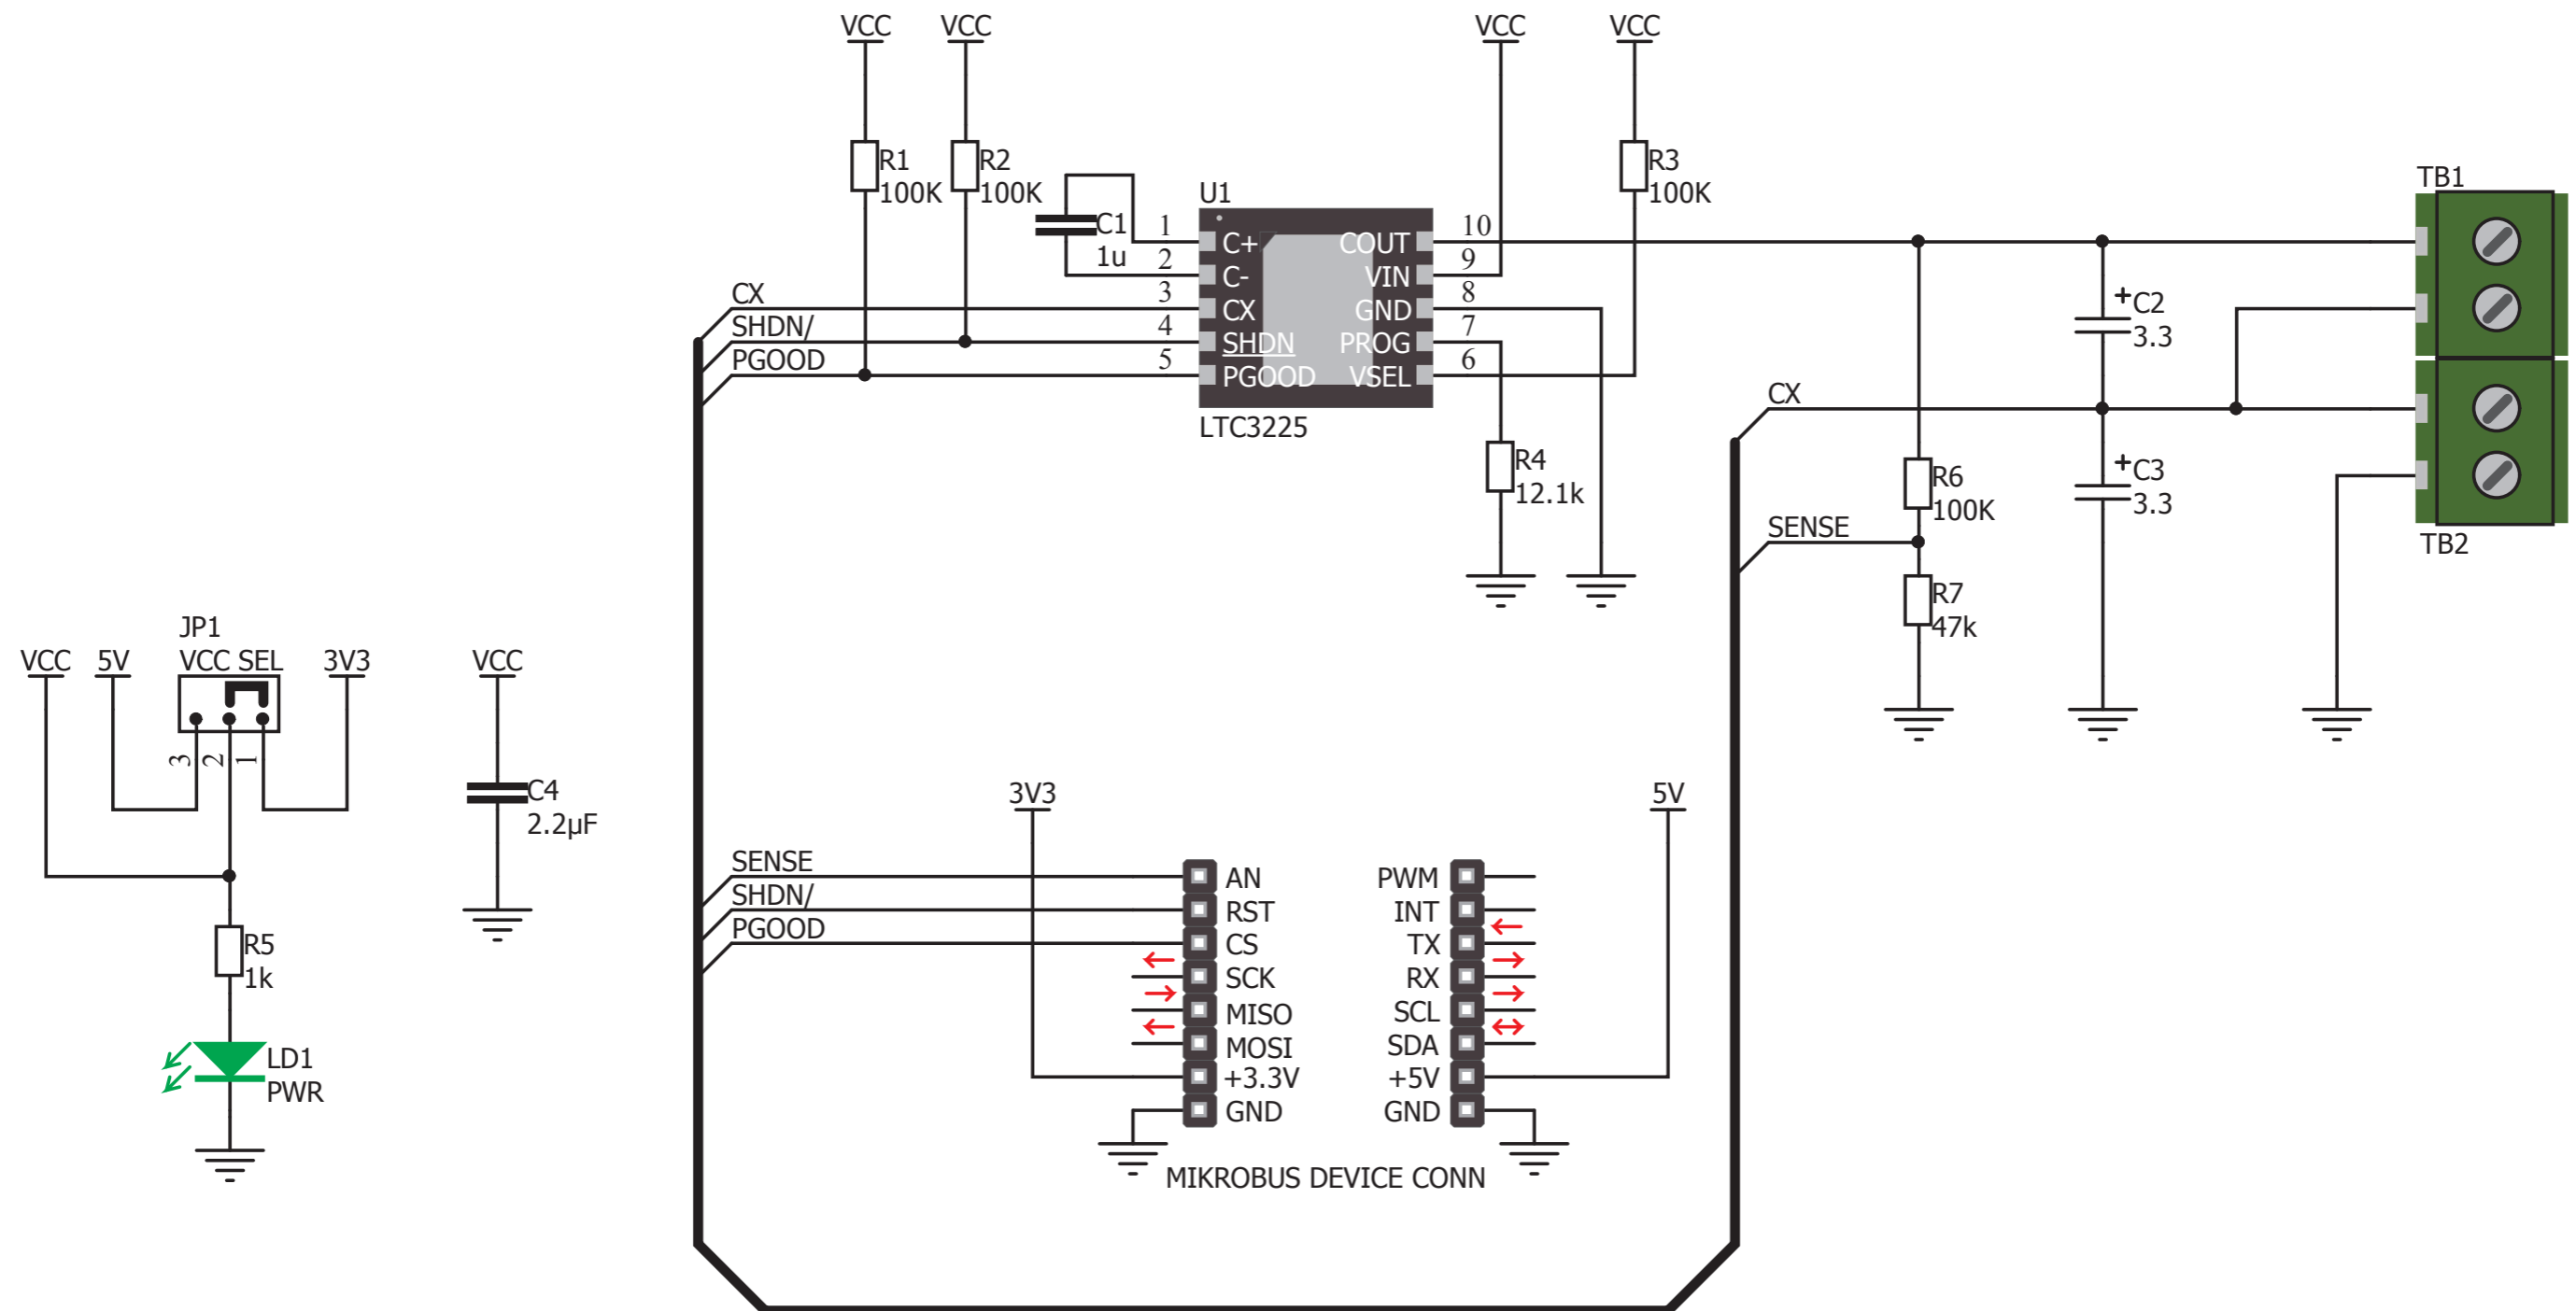 VCC VCC VCC VCC
R1
100K
R2
100K
R3
100K
U1
C1
1u
1 C+ COUT 10
2 C- VIN 9
CX 3 CX GND 8
SHDN/ 4 SHDN PROG 7
PGOOD 5 PGOOD VSEL 6
LTC3225
R4
12.1k
TB1
+C2
3.3
CX
+C3
3.3
R6
100K
SENSE
R7
47k
TB2
JP1
VCC 5V VCC SEL 3V3
3 2 1
R5
1k
LD1
PWR
VCC
C4
2.2µF
3V3 5V
SENSE AN PWM
SHDN/ RST INT
PGOOD CS TX
SCK RX
MISO SCL
MOSI SDA
+3.3V +5V
GND GND
MIKROBUS DEVICE CONN